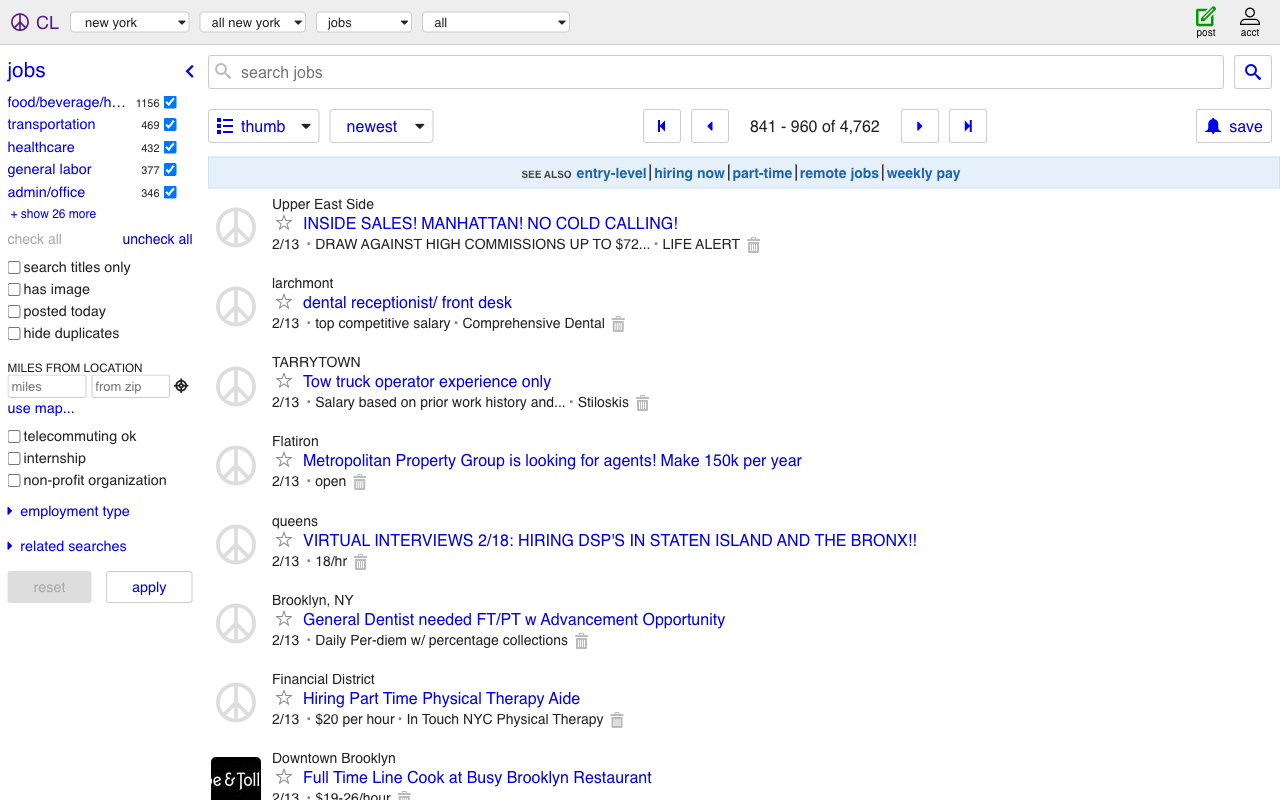 CL new york all new york jobs all post acct
jobs
food/beverage/h... 1156
transportation 469
healthcare 432
general labor 377
admin/office 346
+ show 26 more
check all uncheck all
search titles only
has image
posted today
hide duplicates
MILES FROM LOCATION
miles from zip
use map...
telecommuting ok
internship
non-profit organization
employment type
related searches
reset apply
search jobs
thumb newest 841 - 960 of 4,762 save
SEE ALSO entry-level hiring now part-time remote jobs weekly pay
Upper East Side
INSIDE SALES! MANHATTAN! NO COLD CALLING!
2/13 • DRAW AGAINST HIGH COMMISSIONS UP TO $72... • LIFE ALERT
larchmont
dental receptionist/ front desk
2/13 • top competitive salary • Comprehensive Dental
TARRYTOWN
Tow truck operator experience only
2/13 • Salary based on prior work history and... • Stiloskis
Flatiron
Metropolitan Property Group is looking for agents! Make 150k per year
2/13 • open
queens
VIRTUAL INTERVIEWS 2/18: HIRING DSP'S IN STATEN ISLAND AND THE BRONX!!
2/13 • 18/hr
Brooklyn, NY
General Dentist needed FT/PT w Advancement Opportunity
2/13 • Daily Per-diem w/ percentage collections
Financial District
Hiring Part Time Physical Therapy Aide
2/13 • $20 per hour • In Touch NYC Physical Therapy
Downtown Brooklyn
e & Toll
Full Time Line Cook at Busy Brooklyn Restaurant
2/13 • $19-26/hour